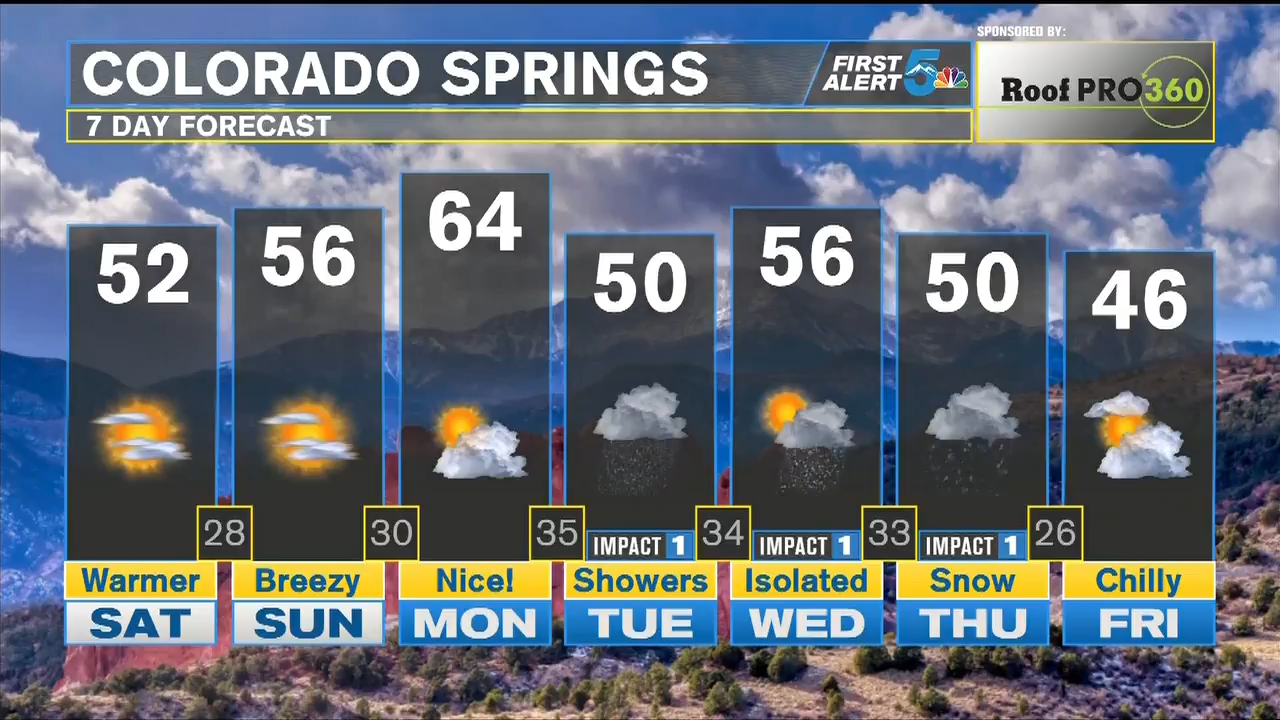 SPONSORED BY:
COLORADO SPRINGS
FIRST
ALERT 5
Roof PRO 360
7 DAY FORECAST
52 56 64 50 56 50 46
28 30 35 34 33 26
IMPACT 1 IMPACT 1 IMPACT 1
Warmer Breezy Nice! Showers Isolated Snow Chilly
SAT SUN MON TUE WED THU FRI